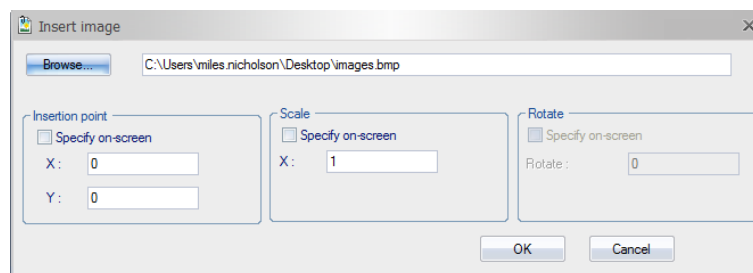 Insert image
Browse... C:\Users\miles.nicholson\Desktop\images.bmp
Insertion point Scale Rotate
Specify on-screen Specify on-screen Specify on-screen
X : 0 X : 1 Rotate : 0
Y : 0
OK Cancel